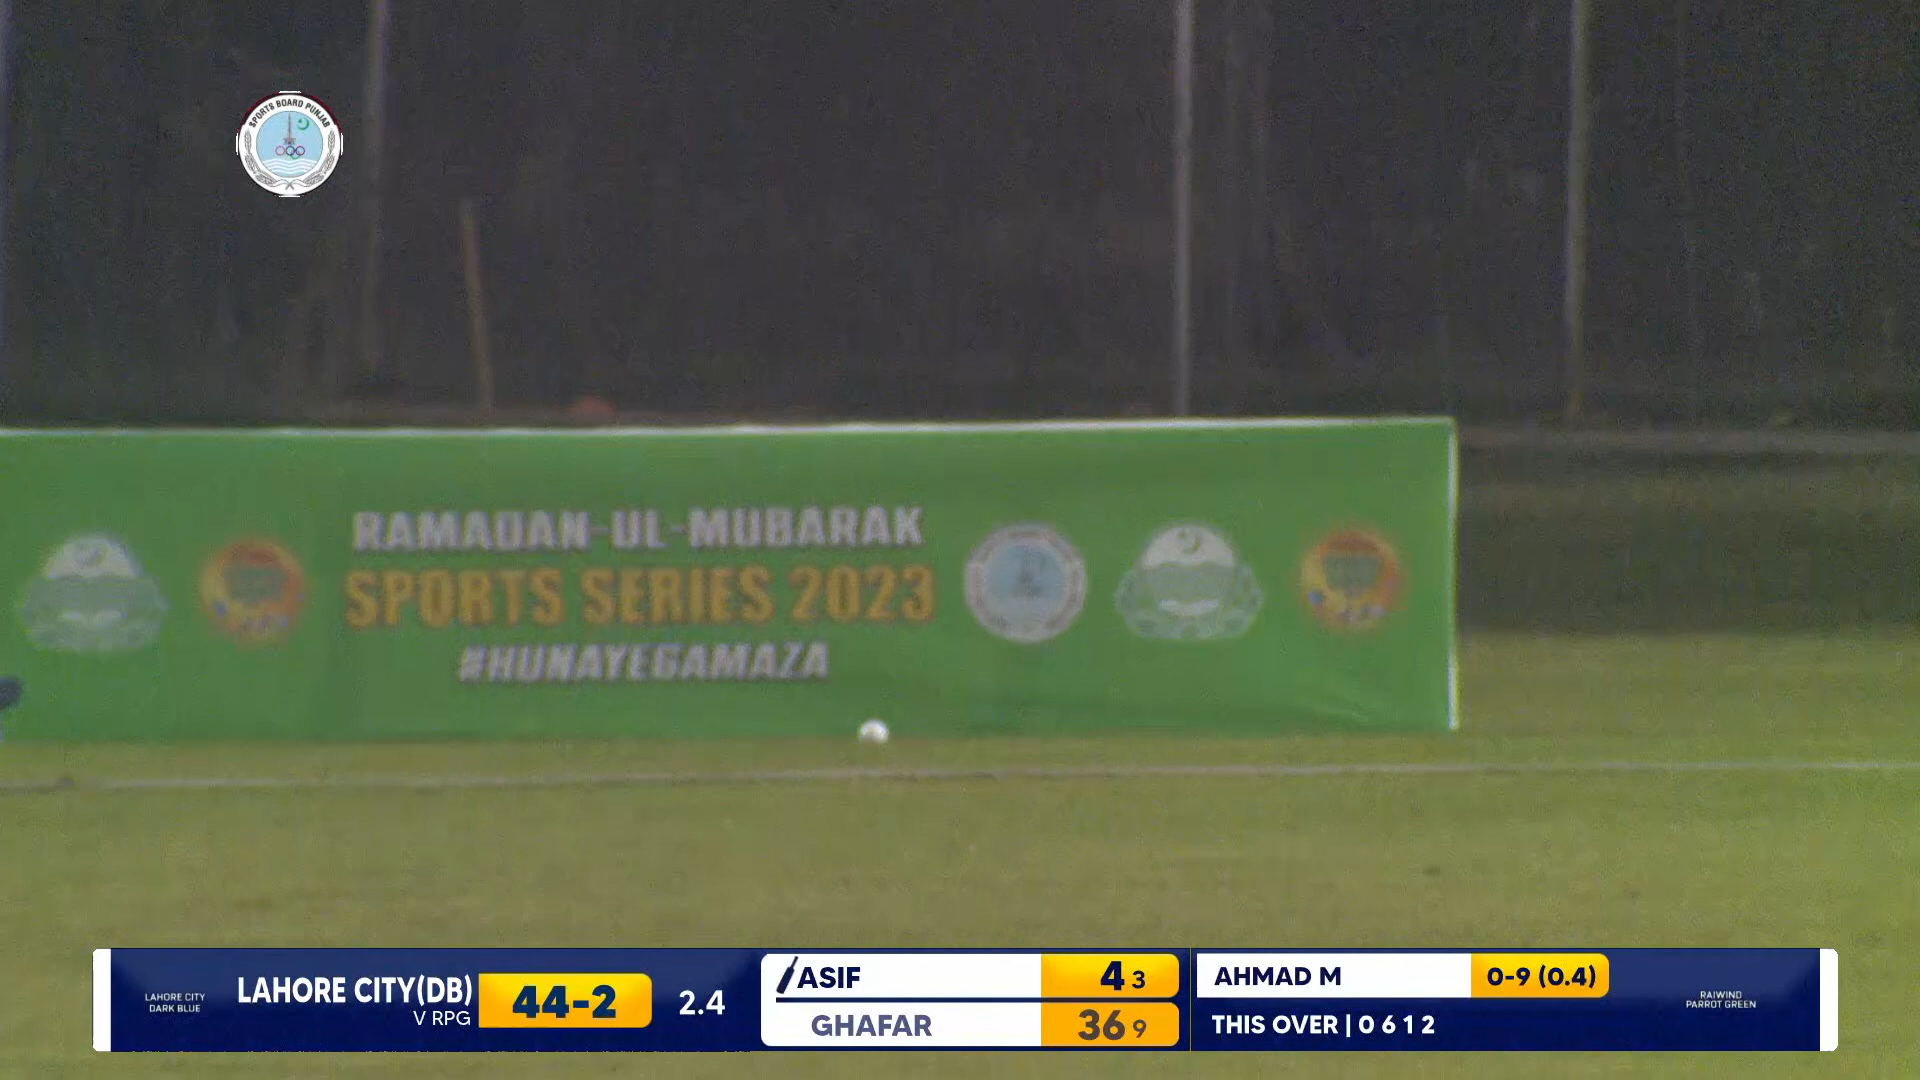 SPORTS BOARD PUNJAB
RAMADAN-UL-MUBARAK
SPORTS SERIES 2023
#HUNAYEGAMAZA
LAHORE CITY
DARK BLUE
LAHORE CITY(DB)
V RPG
44-2
2.4
ASIF 4 3
GHAFAR 36 9
AHMAD M 0-9 (0.4)
THIS OVER | 0 6 1 2
RAIWIND
PARROT GREEN